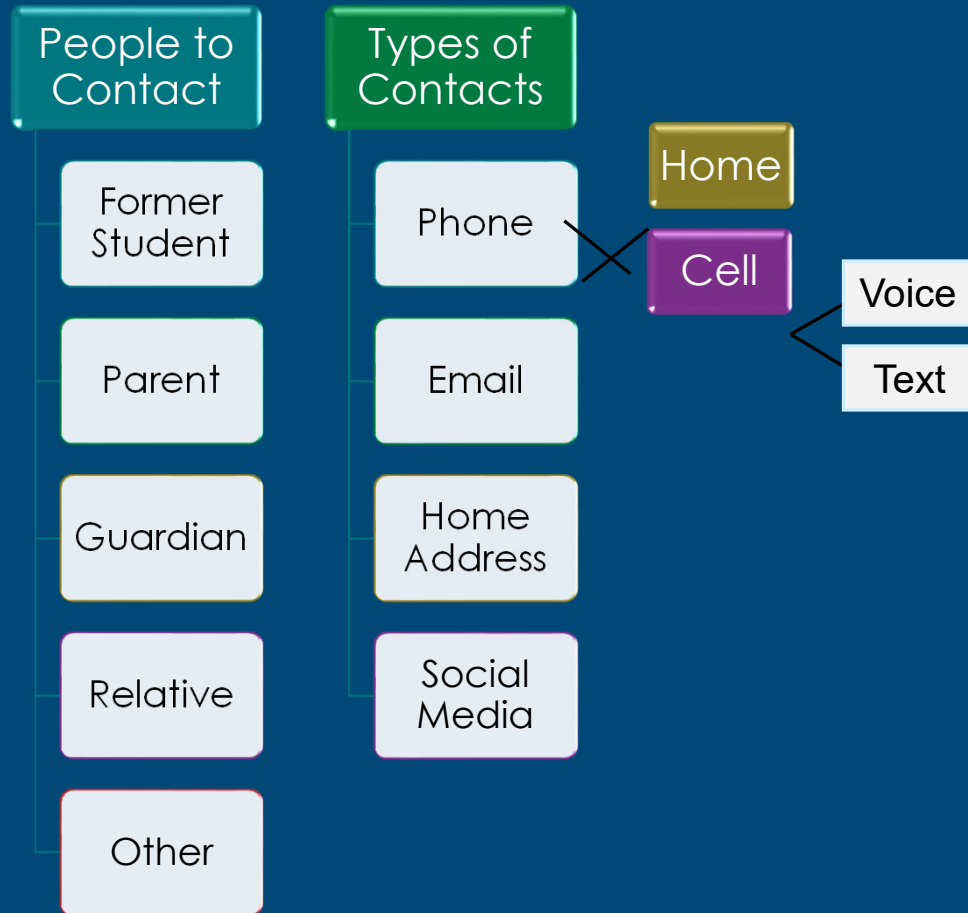 People to
Contact
Former
Student
Parent
Guardian
Relative
Other
Types of
Contacts
Phone
Email
Home
Address
Social
Media
Home
Cell
Voice
Text